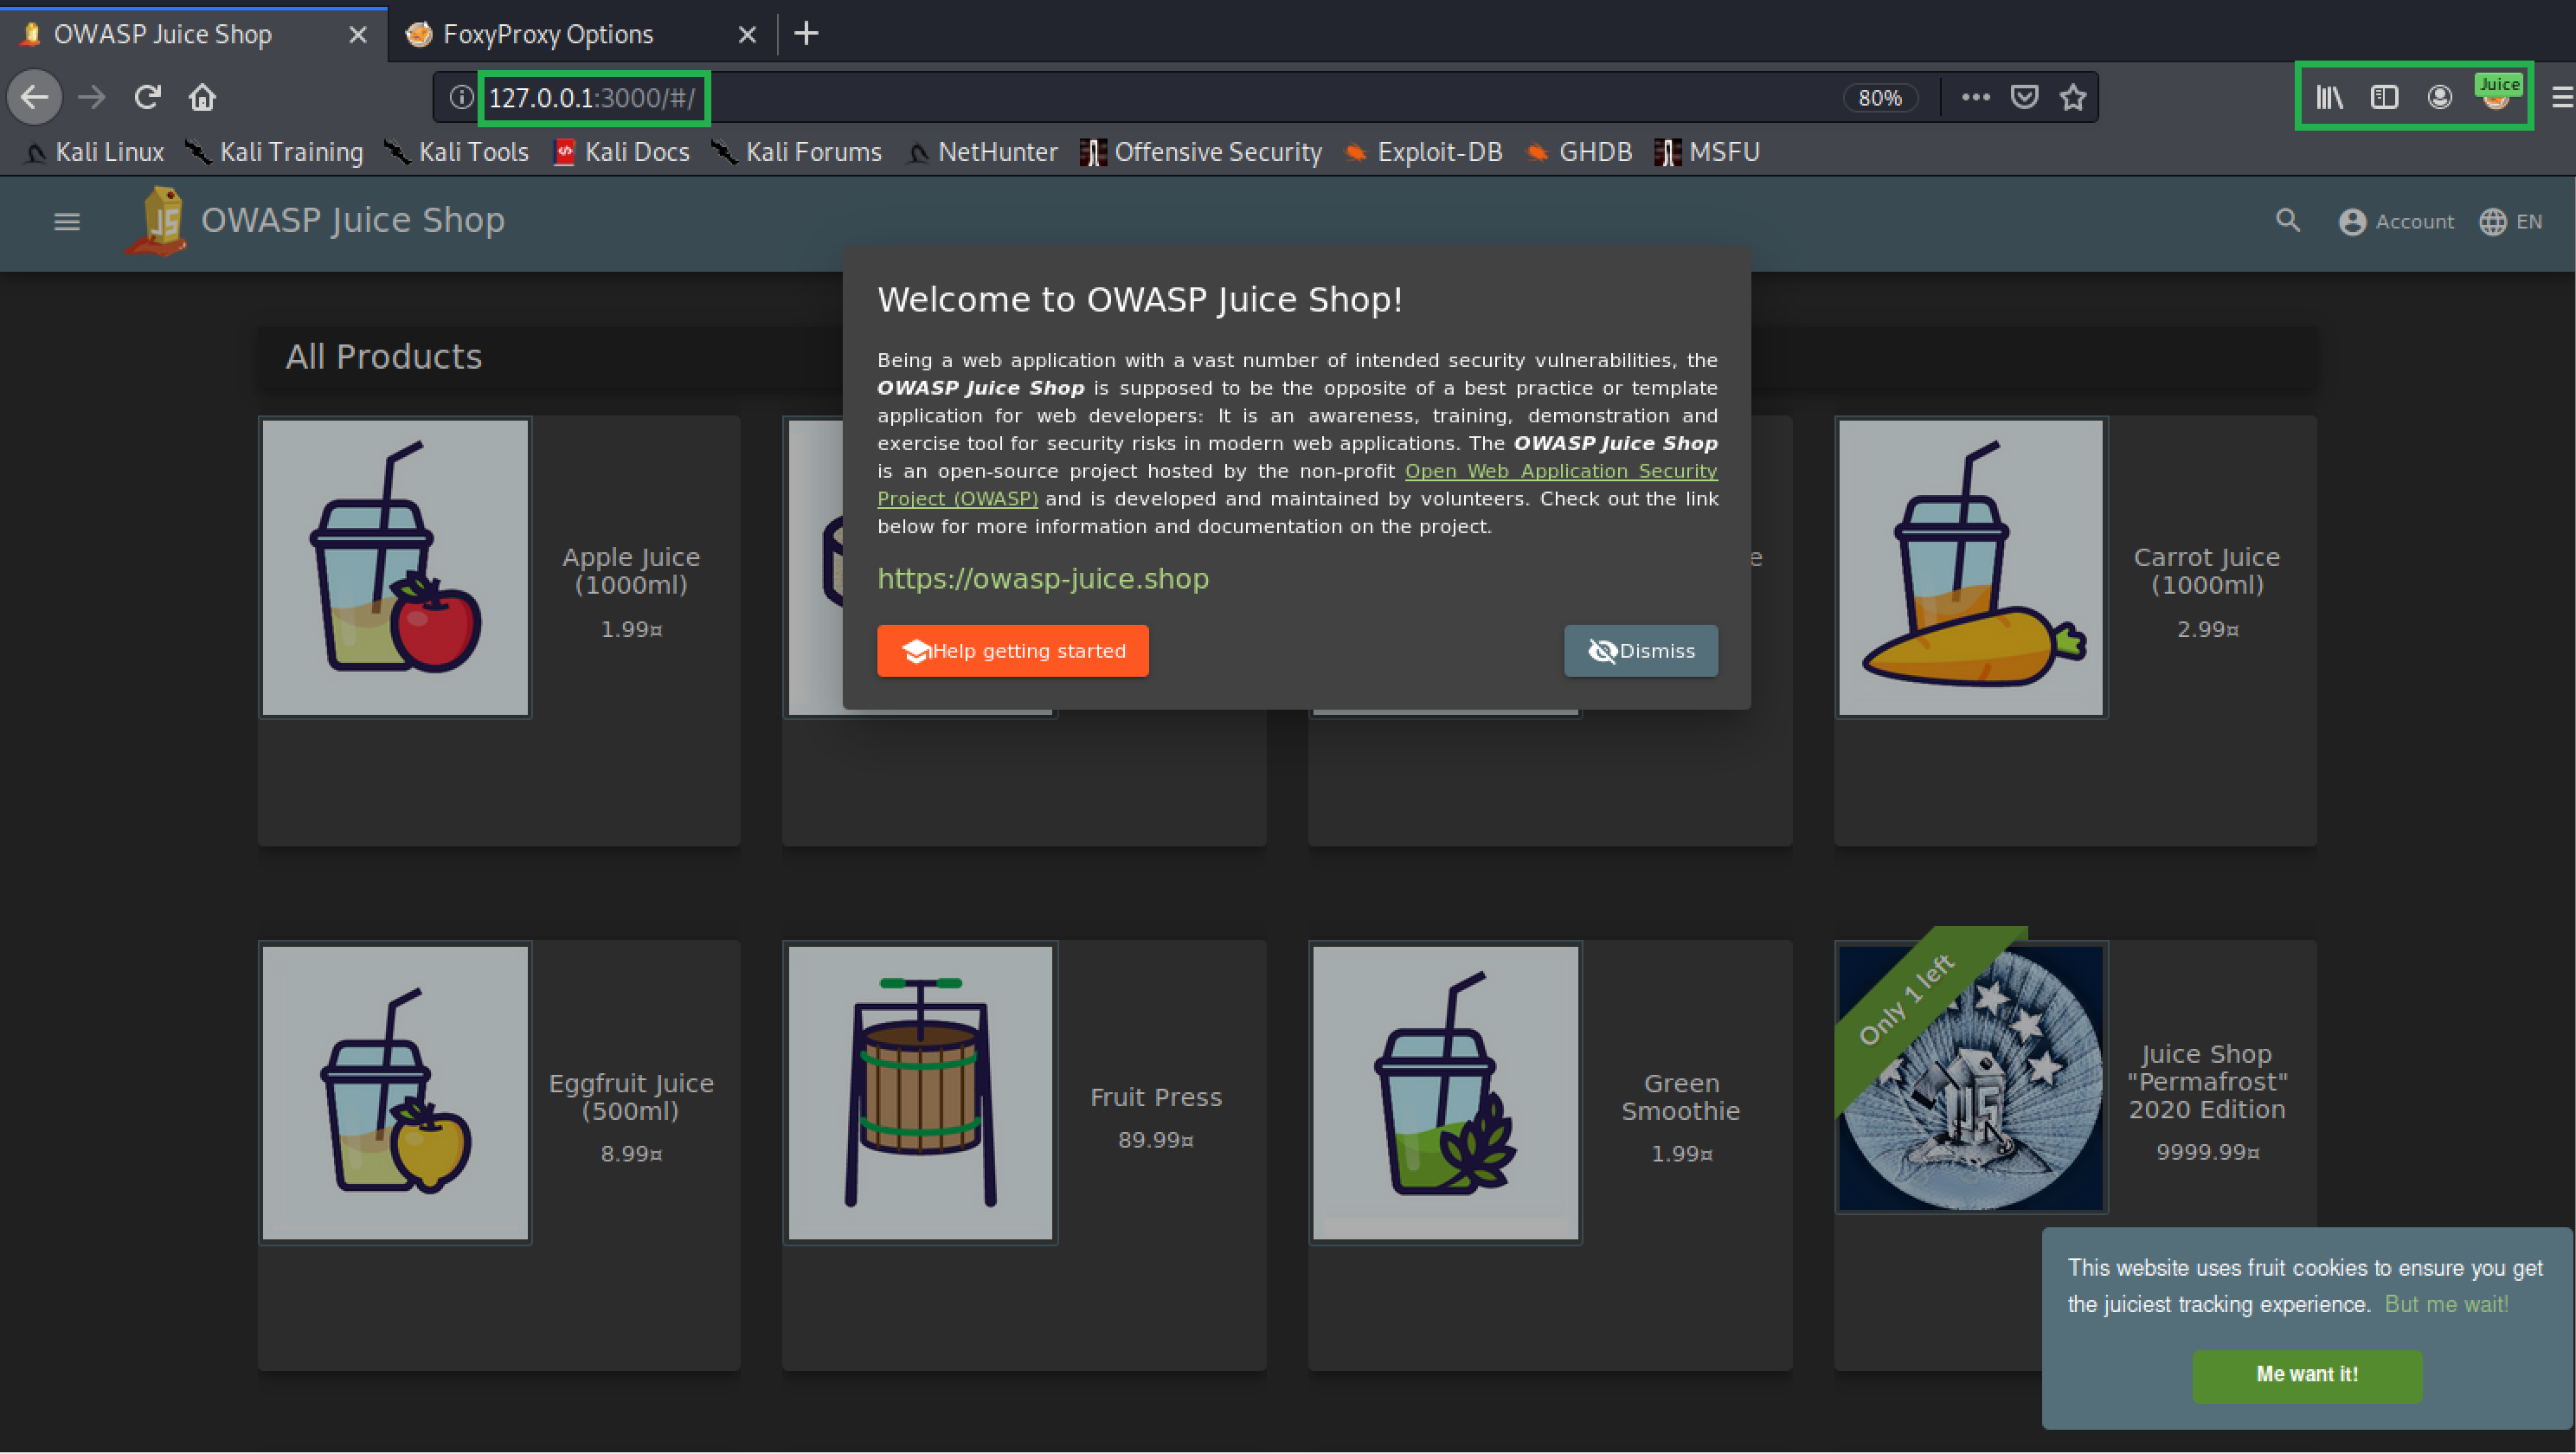 OWASP Juice Shop
FoxyProxy Options
127.0.0.1:3000/#/
80%
Juice
Kali Linux
Kali Training
Kali Tools
Kali Docs
Kali Forums
NetHunter
Offensive Security
Exploit-DB
GHDB
MSFU
JS
OWASP Juice Shop
Account
EN
Welcome to OWASP Juice Shop!
Being a web application with a vast number of intended security vulnerabilities, the
OWASP Juice Shop is supposed to be the opposite of a best practice or template
application for web developers: It is an awareness, training, demonstration and
exercise tool for security risks in modern web applications. The OWASP Juice Shop
is an open-source project hosted by the non-profit Open Web Application Security
Project (OWASP) and is developed and maintained by volunteers. Check out the link
below for more information and documentation on the project.
https://owasp-juice.shop
Help getting started
Dismiss
All Products
Apple Juice
(1000ml)
1.99¤
e
Carrot Juice
(1000ml)
2.99¤
Eggfruit Juice
(500ml)
8.99¤
Fruit Press
89.99¤
Green
Smoothie
1.99¤
Only 1 left
JS
Juice Shop
"Permafrost"
2020 Edition
9999.99¤
This website uses fruit cookies to ensure you get
the juiciest tracking experience. But me wait!
Me want it!